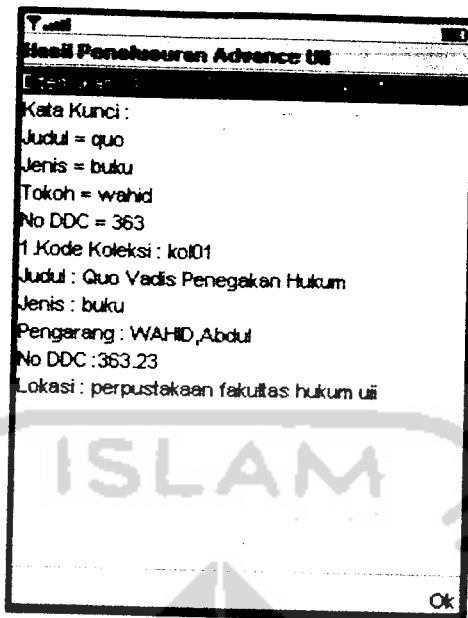 Hasil Penelusuran Advance UII
Kata Kunci :
Judul = quo
Jenis = buku
Tokoh = wahid
No DDC = 363
1.Kode Koleksi : kol01
Judul : Quo Vadis Penegakan Hukum
Jenis : buku
Pengarang : WAHID,Abdul
No DDC :363.23
Lokasi : perpustakaan fakultas hukum uii
ISLAM
Ok